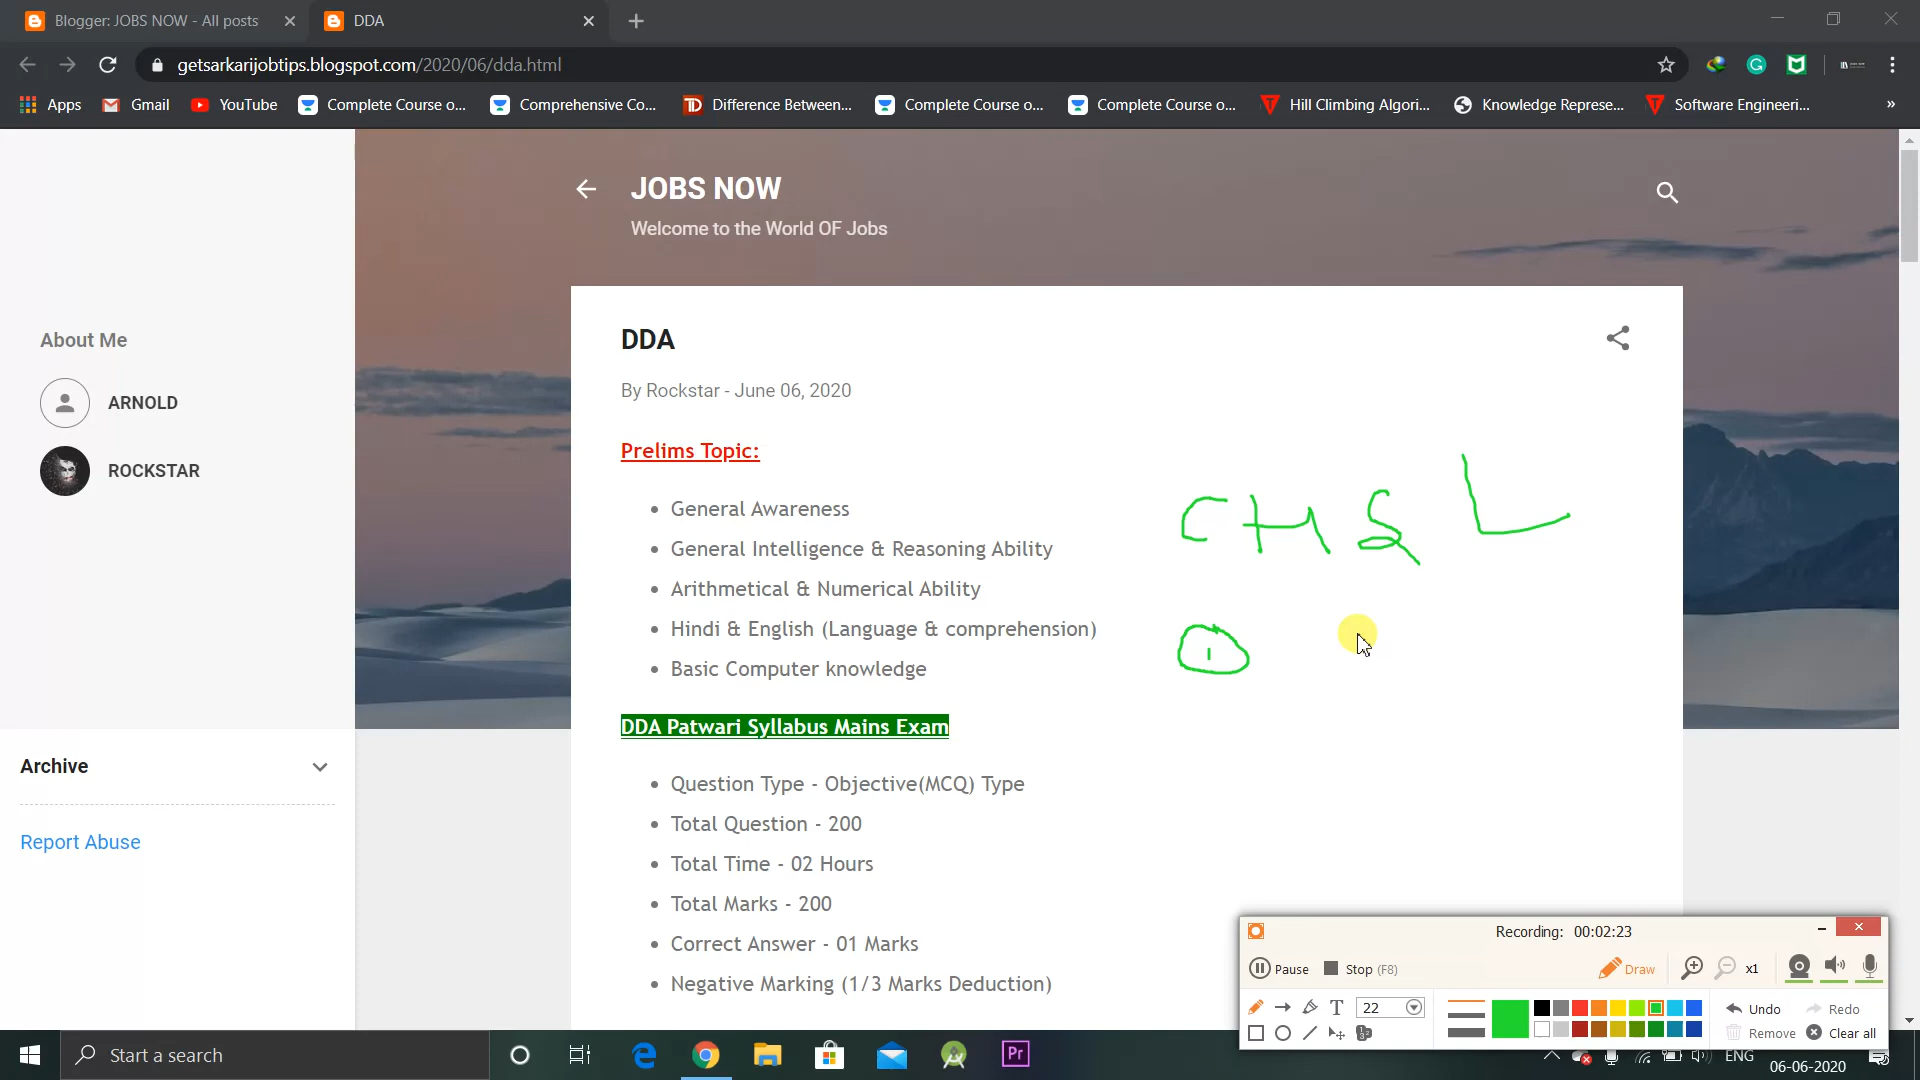 Blogger: JOBS NOW - All posts
DDA
getsarkarijobtips.blogspot.com/2020/06/dda.html
Apps
Gmail
YouTube
Complete Course o...
Comprehensive Co...
Difference Between...
Complete Course o...
Complete Course o...
Hill Climbing Algori...
Knowledge Represe...
Software Engineeri...
»
JOBS NOW
Welcome to the World OF Jobs
About Me
ARNOLD
ROCKSTAR
Archive
Report Abuse
DDA
By Rockstar - June 06, 2020
Prelims Topic:
• General Awareness
• General Intelligence & Reasoning Ability
• Arithmetical & Numerical Ability
• Hindi & English (Language & comprehension)
• Basic Computer knowledge
CHSL
1
DDA Patwari Syllabus Mains Exam
• Question Type - Objective(MCQ) Type
• Total Question - 200
• Total Time - 02 Hours
• Total Marks - 200
• Correct Answer - 01 Marks
• Negative Marking (1/3 Marks Deduction)
Recording: 00:02:23
Pause
Stop (F8)
Draw
x1
T
22
Undo
Redo
Remove
Clear all
Start a search
Pr
ENG
06-06-2020